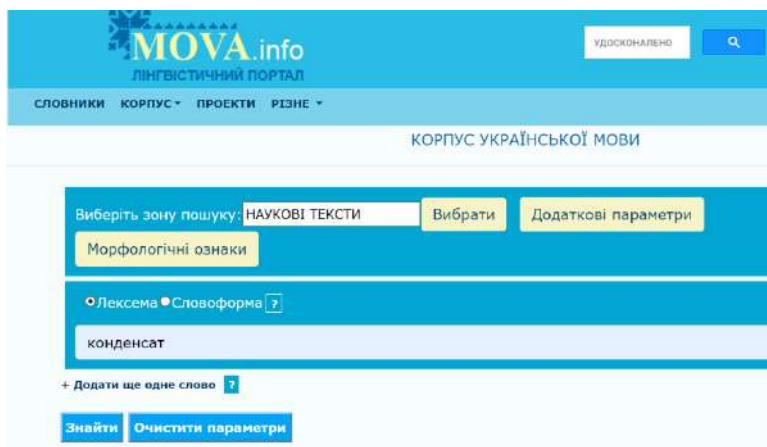 MOVA.info
ЛІНГВІСТИЧНИЙ ПОРТАЛ
УДОСКОНАЛЕНО
СЛОВНИКИ КОРПУС ПРОЕКТИ РІЗНЕ
КОРПУС УКРАЇНСЬКОЇ МОВИ
Виберіть зону пошуку: НАУКОВІ ТЕКСТИ Вибрати Додаткові параметри
Морфологічні ознаки
Лексема Словоформа ?
конденсат
+ Додати ще одне слово ?
Знайти Очистити параметри